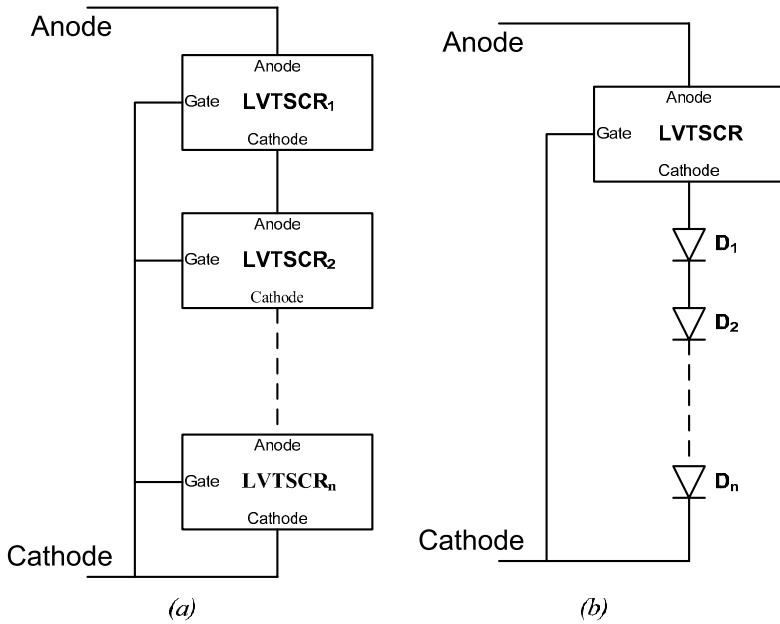 Anode
Anode
Gate LVTSCR₁
Cathode
Anode
Gate LVTSCR₂
Cathode
Anode
Gate LVTSCRₙ
Cathode
Cathode
(a)
Anode
Anode
Gate LVTSCR
Cathode
D₁
D₂
Dₙ
Cathode
(b)